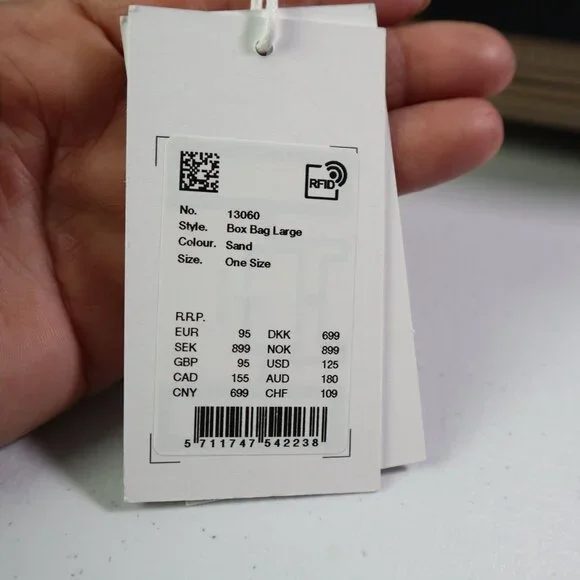 RFID
No. 13060
Style. Box Bag Large
Colour. Sand
Size. One Size
R.R.P.
EUR 95 DKK 699
SEK 899 NOK 899
GBP 95 USD 125
CAD 155 AUD 180
CNY 699 CHF 109
5 711747 542238